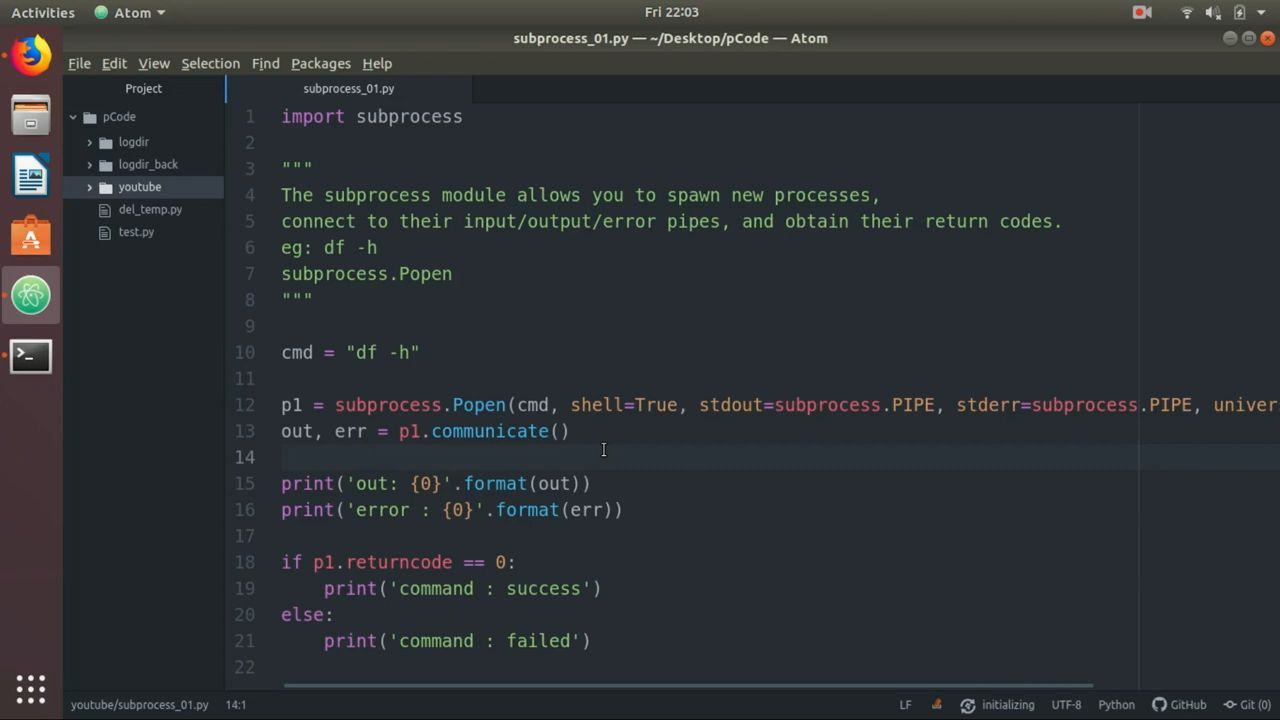 Activities Atom Fri 22:03
subprocess_01.py — ~/Desktop/pCode — Atom
File Edit View Selection Find Packages Help
Project subprocess_01.py
pCode
logdir
logdir_back
youtube
del_temp.py
test.py
1 import subprocess
2
3 """
4 The subprocess module allows you to spawn new processes,
5 connect to their input/output/error pipes, and obtain their return codes.
6 eg: df -h
7 subprocess.Popen
8 """
9
10 cmd = "df -h"
11
12 p1 = subprocess.Popen(cmd, shell=True, stdout=subprocess.PIPE, stderr=subprocess.PIPE, univer
13 out, err = p1.communicate()
14
15 print('out: {0}'.format(out))
16 print('error : {0}'.format(err))
17
18 if p1.returncode == 0:
19     print('command : success')
20 else:
21     print('command : failed')
22
youtube/subprocess_01.py 14:1 LF initializing UTF-8 Python GitHub Git (0)